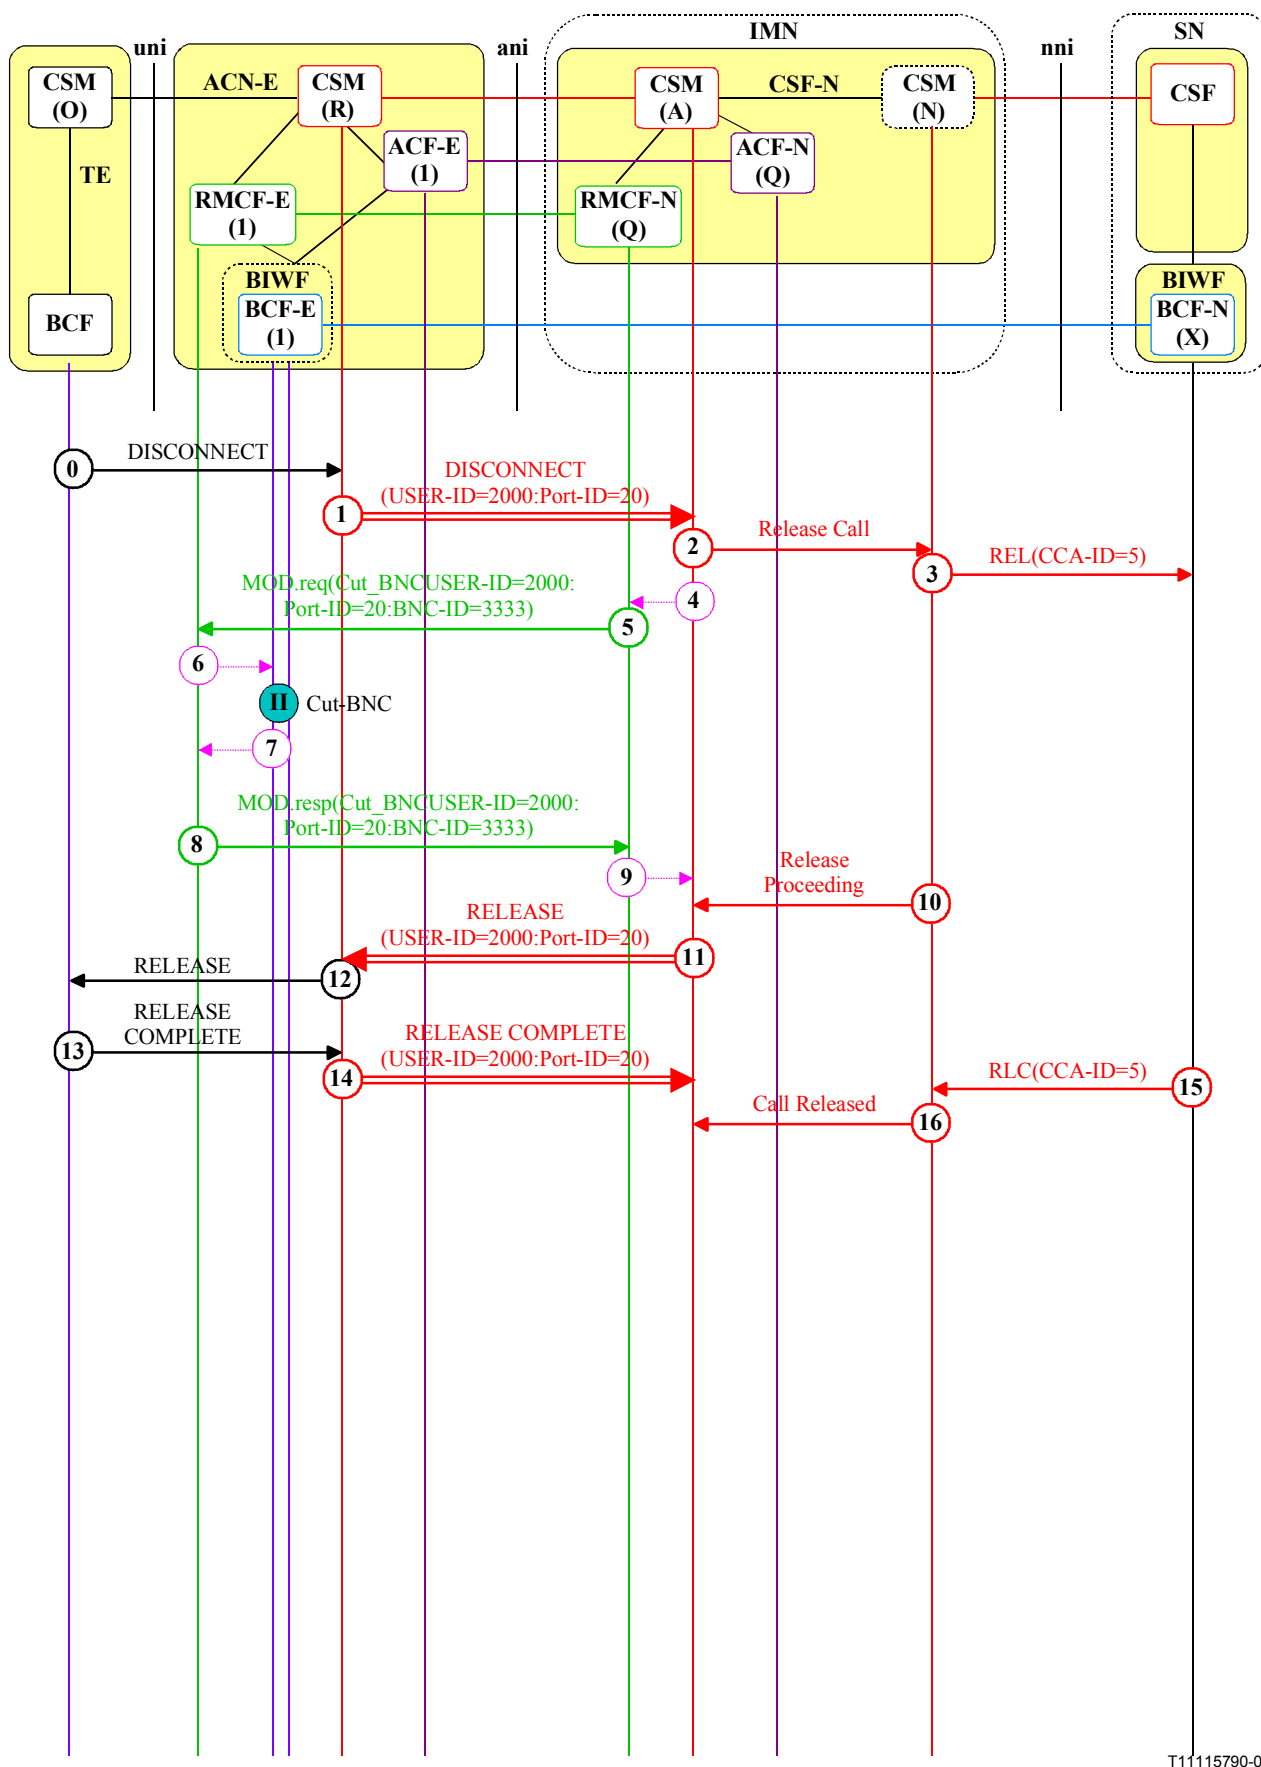 IMN
SN
uni
ani
nni
CSM
(O)
ACN-E
CSM
(R)
CSM
(A)
CSF-N
CSM
(N)
CSF
TE
ACF-E
(1)
ACF-N
(Q)
RMCF-E
(1)
RMCF-N
(Q)
BIWF
BIWF
BCF
BCF-E
(1)
BCF-N
(X)
0
DISCONNECT
DISCONNECT
(USER-ID=2000:Port-ID=20)
1
2
Release Call
3
REL(CCA-ID=5)
MOD.req(Cut_BNCUSER-ID=2000:
Port-ID=20:BNC-ID=3333)
4
5
6
II
Cut-BNC
7
MOD.resp(Cut_BNCUSER-ID=2000:
Port-ID=20:BNC-ID=3333)
8
9
Release
Proceeding
10
RELEASE
(USER-ID=2000:Port-ID=20)
11
RELEASE
12
RELEASE
COMPLETE
13
RELEASE COMPLETE
(USER-ID=2000:Port-ID=20)
14
RLC(CCA-ID=5)
15
Call Released
16
T11115790-0